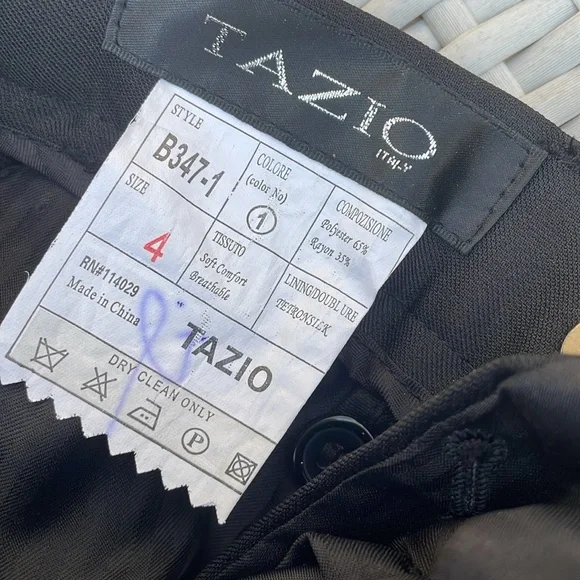 TAZIO
ITALY
STYLE
B347-1
COLORE
(color No)
1
COMPOZISIONE
Polyester 65%
Rayon 35%
SIZE
4
TISSUTO
Soft Comfort
Breathable
LINING/DOUBLURE
TETRONSILK
RN#114029
Made in China
TAZIO
DRY CLEAN ONLY
P